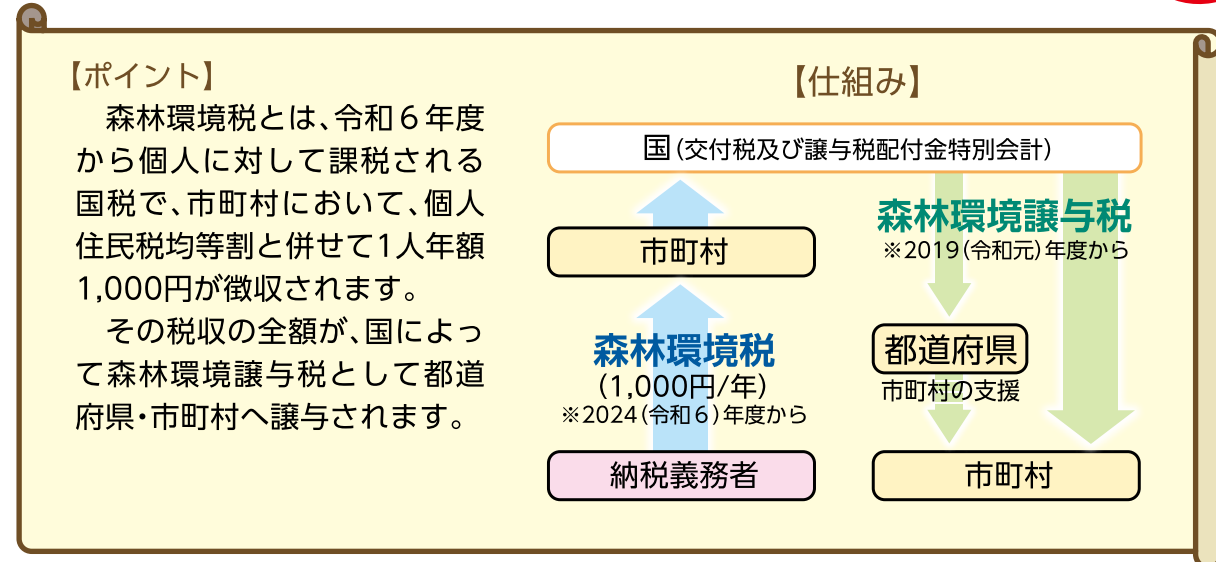 【ポイント】
　森林環境税とは、令和６年度
から個人に対して課税される
国税で、市町村において、個人
住民税均等割と併せて1人年額
1,000円が徴収されます。
　その税収の全額が、国によっ
て森林環境譲与税として都道
府県・市町村へ譲与されます。
【仕組み】
国（交付税及び譲与税配付金特別会計）
市町村
森林環境税
（1,000円/年）
※2024（令和６）年度から
納税義務者
森林環境譲与税
※2019（令和元）年度から
都道府県
市町村の支援
市町村